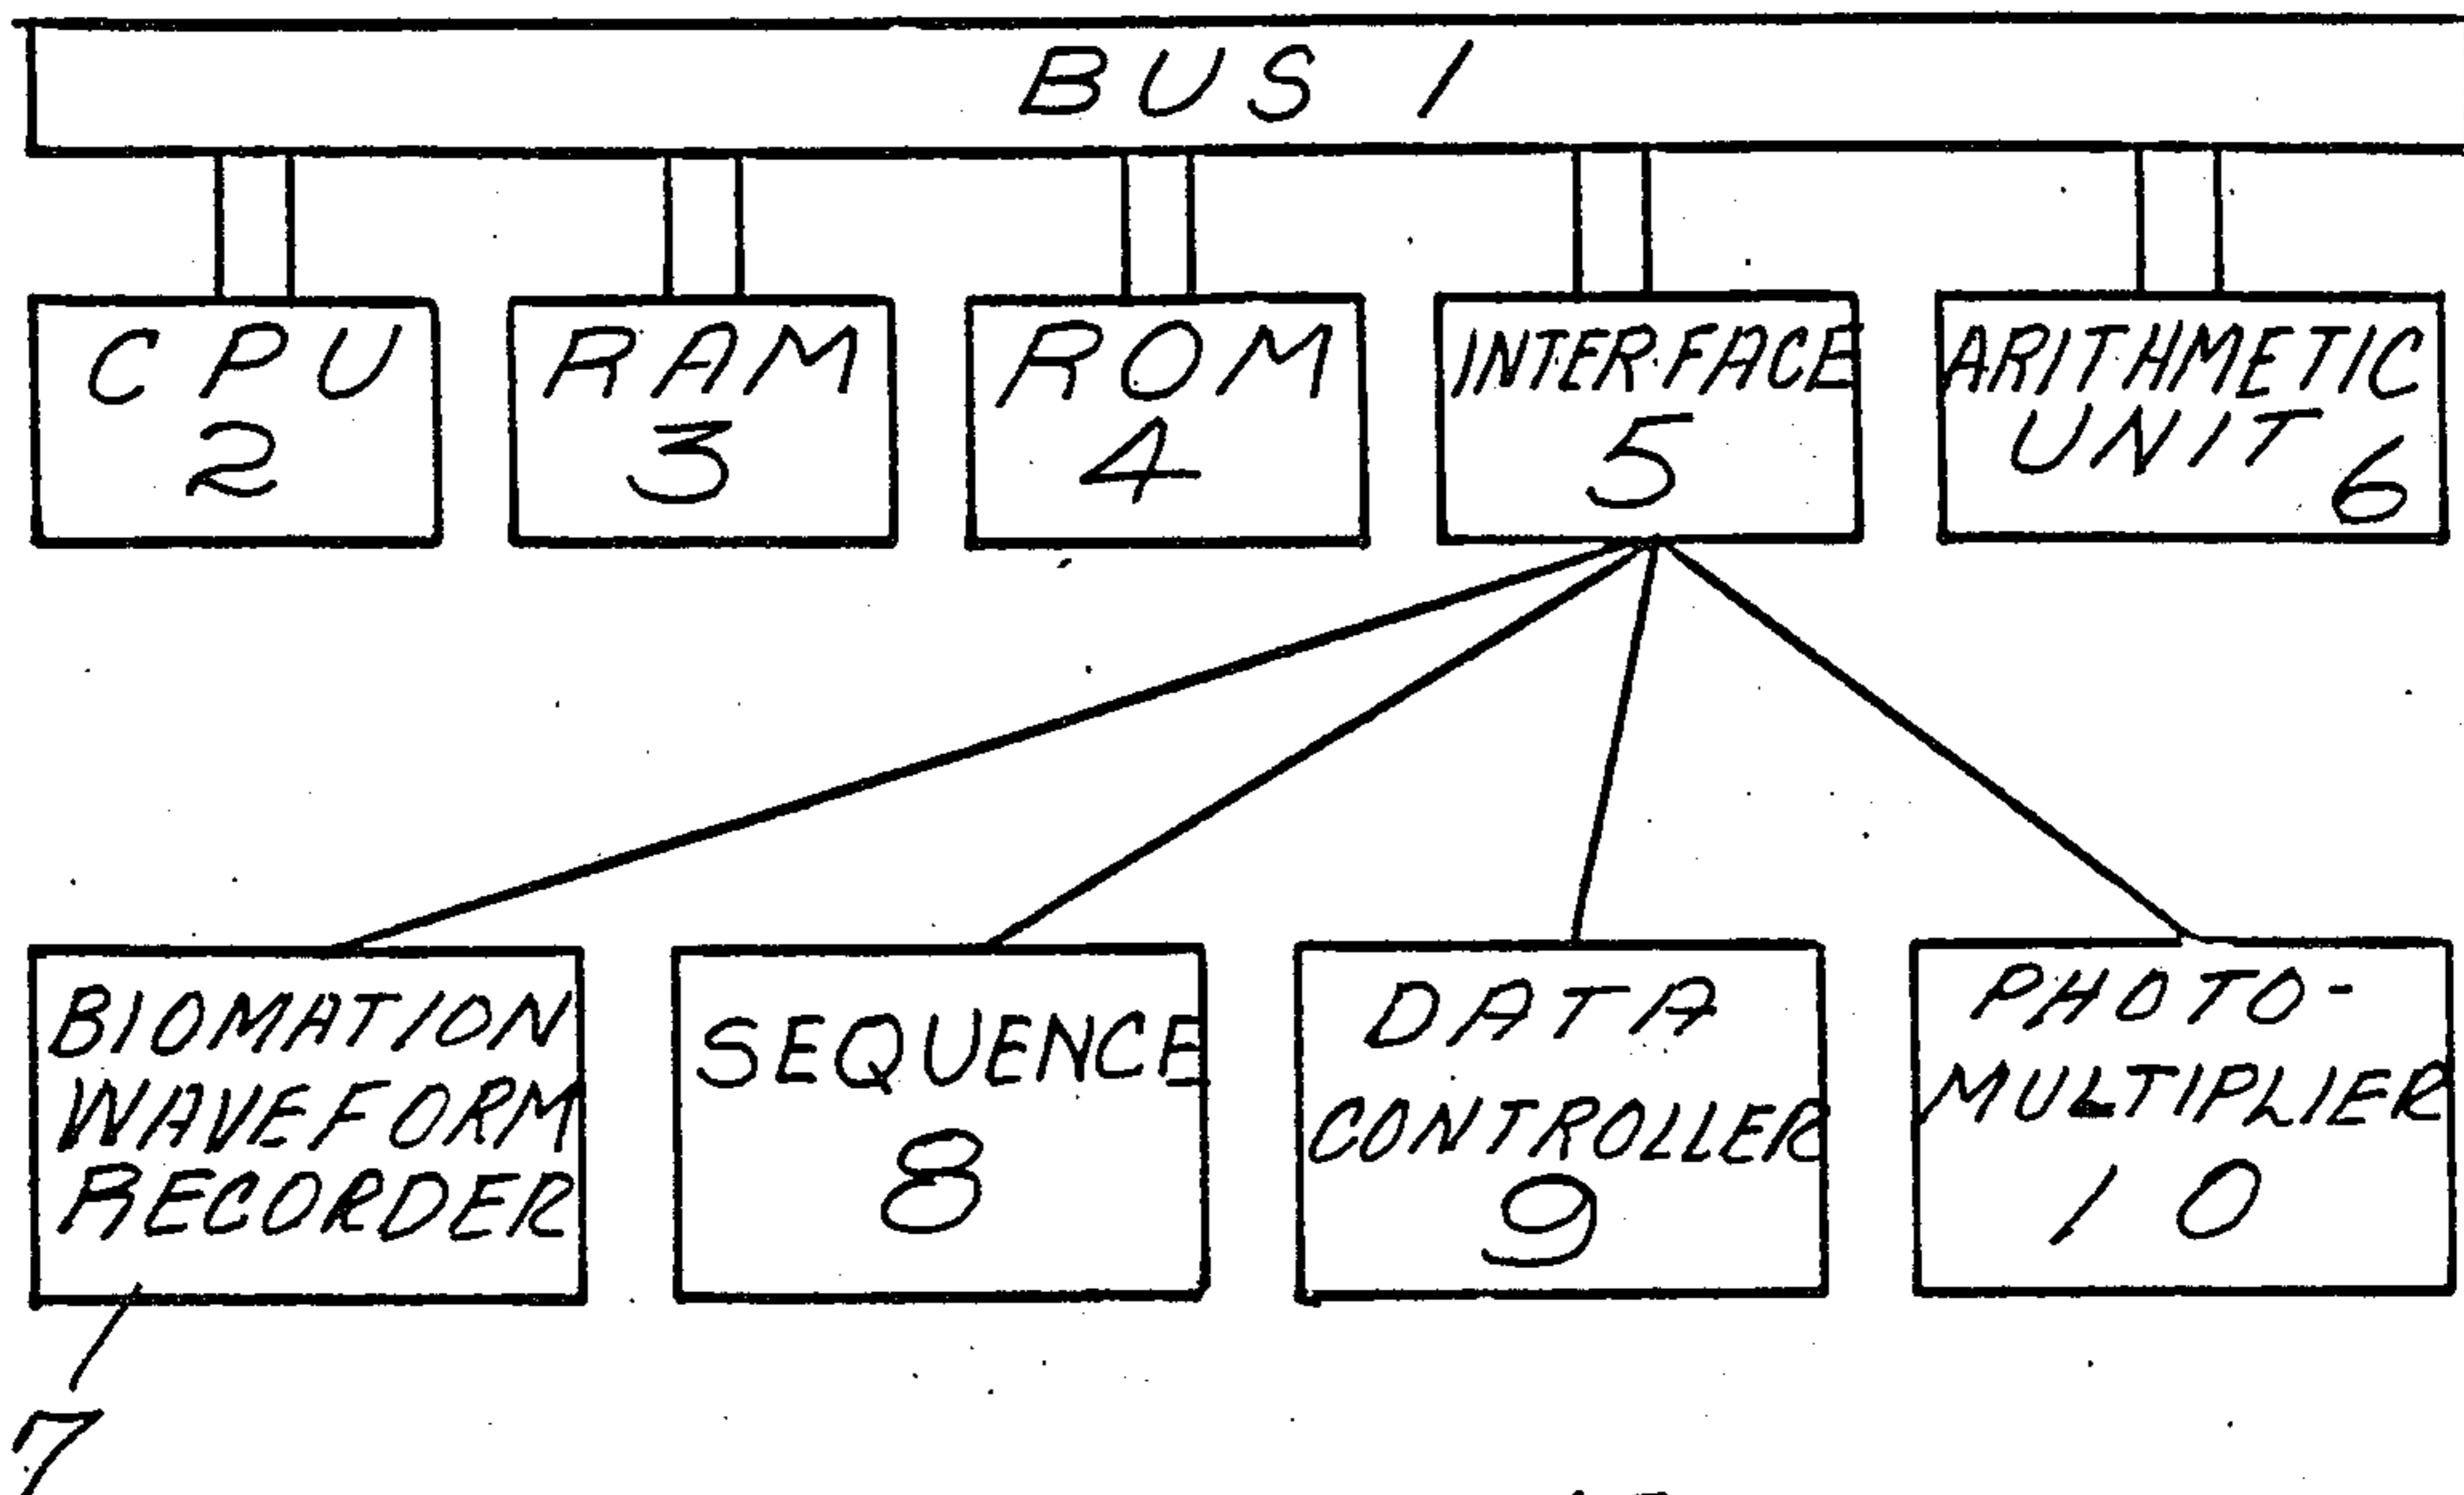 BUS 1
CPU
2
RAM
3
ROM
4
INTERFACE
5
ARITHMETIC
UNIT 6
BIOMATION
WAVEFORM
RECORDER
7
SEQUENCE
8
DATA
CONTROLLER
9
PHOTO-
MULTIPLIER
10